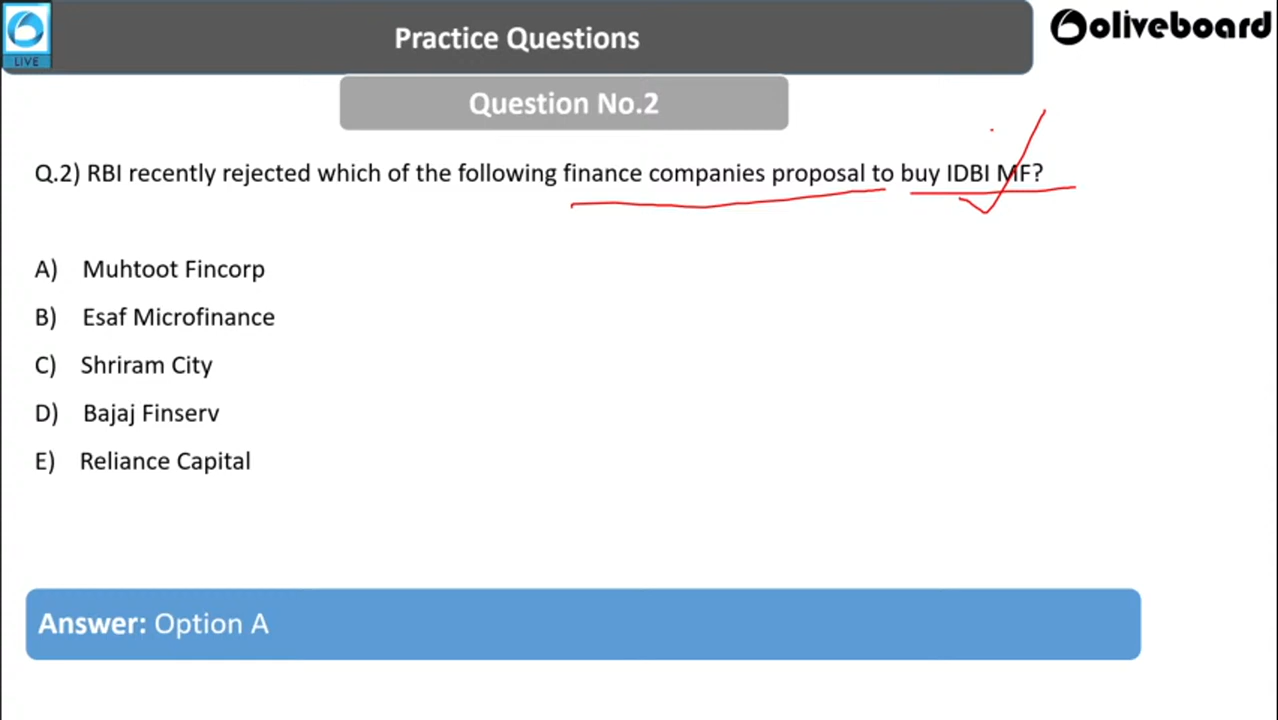 LIVE
Practice Questions
oliveboard
Question No.2
Q.2) RBI recently rejected which of the following finance companies proposal to buy IDBI MF?
A) Muhtoot Fincorp
B) Esaf Microfinance
C) Shriram City
D) Bajaj Finserv
E) Reliance Capital
Answer: Option A